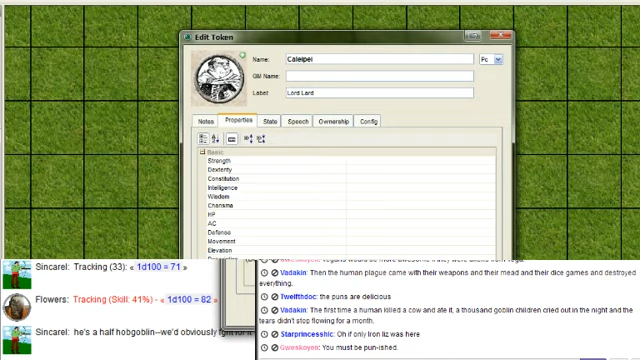 Edit Token
Name:
Caleipei
Pc
GM Name:
Label:
Lord Lard
Notes
Properties
State
Speech
Ownership
Config
Basic
Strength
Dexterity
Constitution
Intelligence
Wisdom
Charisma
HP
AC
Defense
Movement
Elevation
Sincarel: Tracking (33): « 1d100 = 71 »
Flowers: Tracking (Skill: 41%) - « 1d100 = 82 »
Sincarel: he's a half hobgoblin--we'd obviously
Vadakin: Then the human plague came with their weapons and their mead and their dice games and destroyed
everything.
Twelfthdoc: the puns are delicious
Vadakin: The first time a human killed a cow and ate it, a thousand goblin children cried out in the night and the
tears didn't stop flowing for a month.
Starprincesshlc: Oh if only Iron liz was here
Gweskoyen: You must be pun-ished.